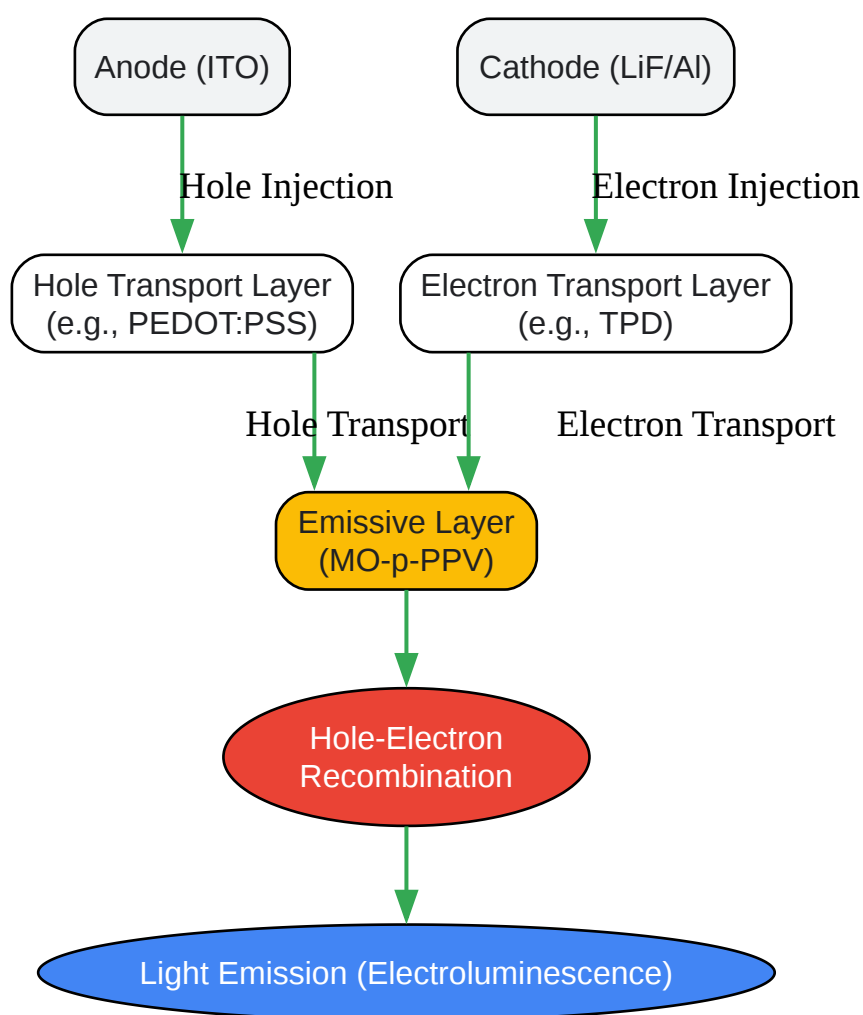 Anode (ITO)
Cathode (LiF/Al)
Hole Injection
Electron Injection
Hole Transport Layer
(e.g., PEDOT:PSS)
Electron Transport Layer
(e.g., TPD)
Hole Transport
Electron Transport
Emissive Layer
(MO-p-PPV)
Hole-Electron
Recombination
Light Emission (Electroluminescence)